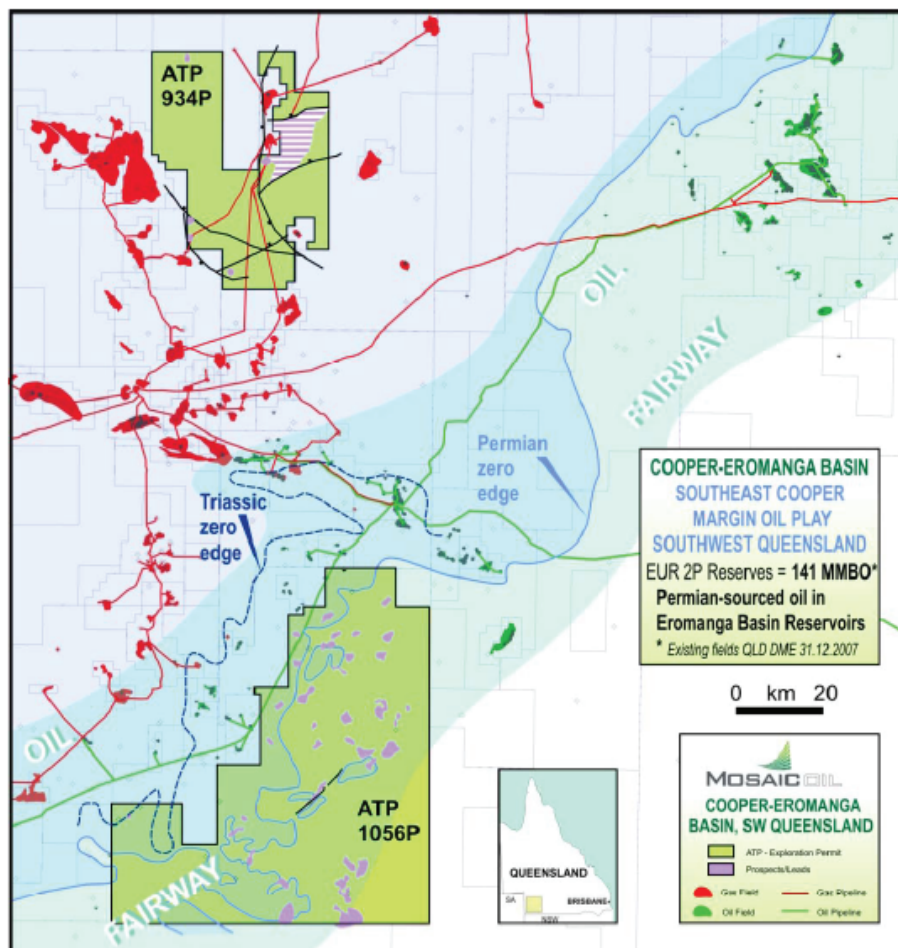 ATP
934P
OIL
FAIRWAY
Permian
zero
edge
Triassic
zero
edge
COOPER-EROMANGA BASIN
SOUTHEAST COOPER
MARGIN OIL PLAY
SOUTHWEST QUEENSLAND
EUR 2P Reserves = 141 MMBO*
Permian-sourced oil in
Eromanga Basin Reservoirs
* Existing fields QLD DME 31.12.2007
0 km 20
OIL
FAIRWAY
ATP
1056P
QUEENSLAND
BRISBANE
SA
NSW
MOSAIC OIL
COOPER-EROMANGA
BASIN, SW QUEENSLAND
ATP - Exploration Permit
Prospects/Leads
Gas Field Gas Pipeline
Oil Field Oil Pipeline